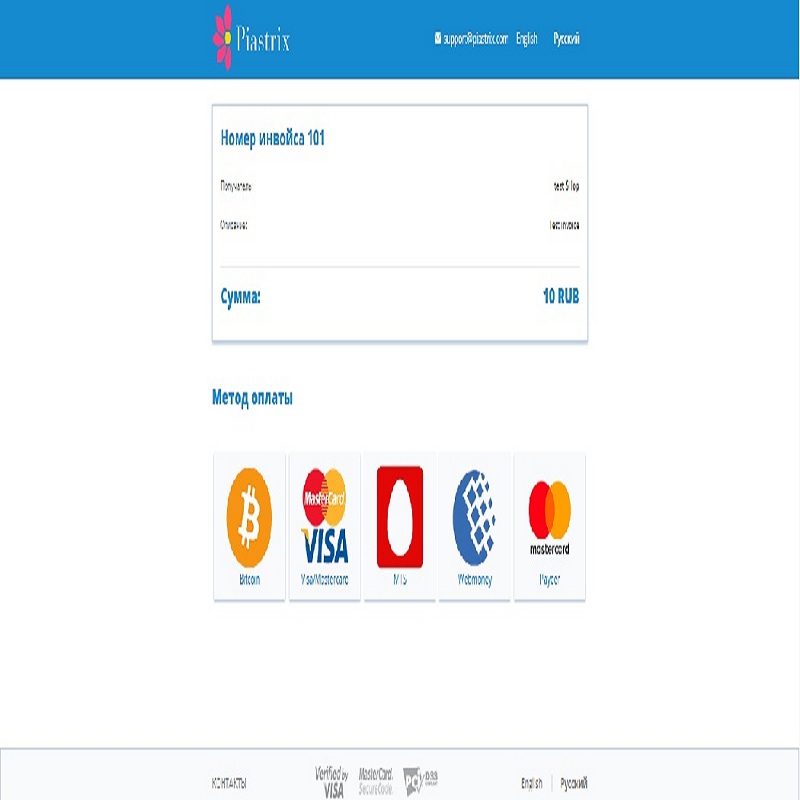 Piastrix
support@piastrix.com English Русский
Номер инвойса 101
Получатель test Shop
Описание: Test invoice
Сумма: 10 RUB
Метод оплаты
MasterCard
VISA
mastercard
Bitcoin Visa/Mastercard MTS Webmoney Payeer
КОНТАКТЫ Verified by VISA MasterCard. SecureCode. PCI DSS English Русский